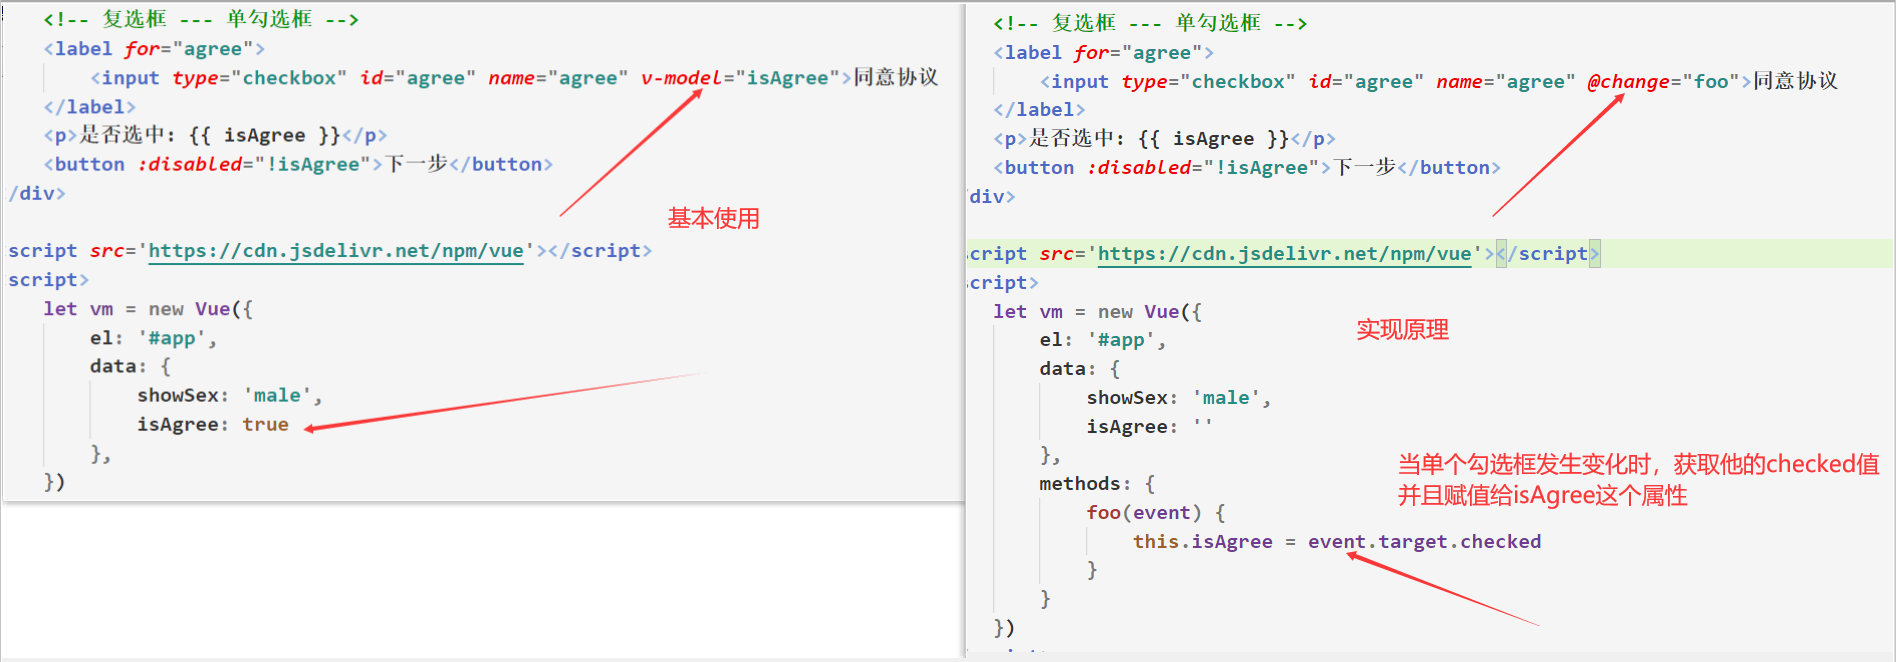 <!-- 复选框 --- 单勾选框 -->
<label for="agree">
<input type="checkbox" id="agree" name="agree" v-model="isAgree">同意协议
</label>
<p>是否选中: {{ isAgree }}</p>
<button :disabled="!isAgree">下一步</button>
/div>
基本使用
script src='https://cdn.jsdelivr.net/npm/vue'></script>
script>
let vm = new Vue({
el: '#app',
data: {
showSex: 'male',
isAgree: true
},
})
<!-- 复选框 --- 单勾选框 -->
<label for="agree">
<input type="checkbox" id="agree" name="agree" @change="foo">同意协议
</label>
<p>是否选中: {{ isAgree }}</p>
<button :disabled="!isAgree">下一步</button>
div>
cript src='https://cdn.jsdelivr.net/npm/vue'></script>
cript>
let vm = new Vue({
实现原理
el: '#app',
data: {
showSex: 'male',
isAgree: ''
},
当单个勾选框发生变化时，获取他的checked值
并且赋值给isAgree这个属性
methods: {
foo(event) {
this.isAgree = event.target.checked
}
}
})